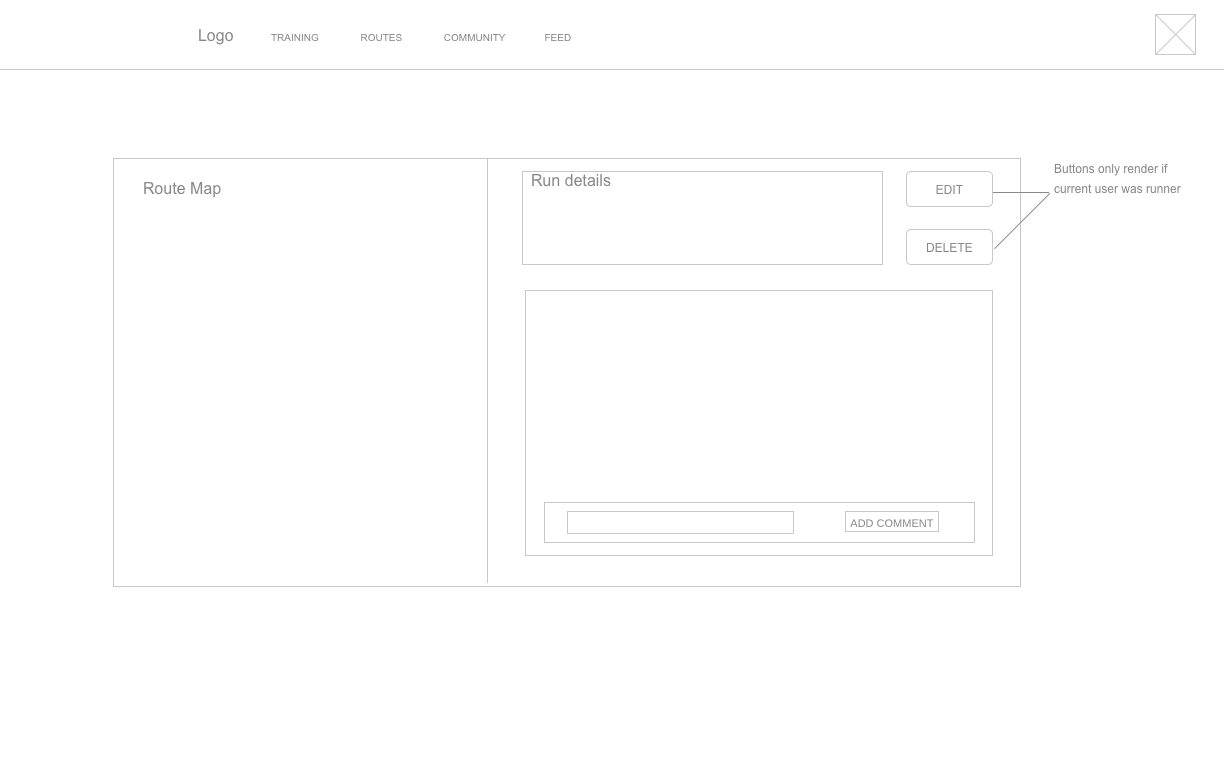 Logo
TRAINING
ROUTES
COMMUNITY
FEED
Route Map
Run details
EDIT
DELETE
Buttons only render if
current user was runner
ADD COMMENT